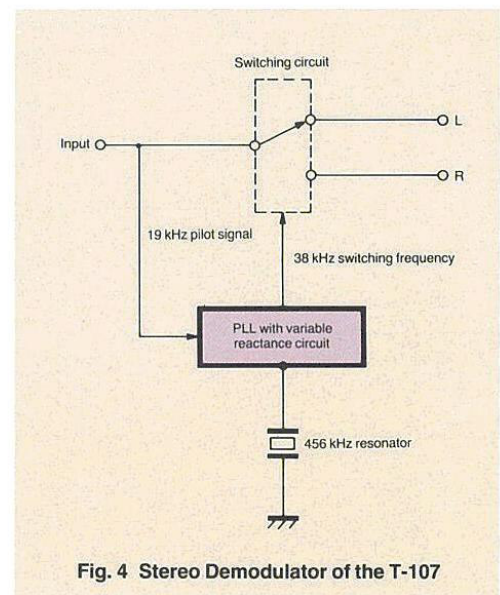 Switching circuit
Input
L
R
19 kHz pilot signal
38 kHz switching frequency
PLL with variable
reactance circuit
456 kHz resonator
Fig. 4 Stereo Demodulator of the T-107